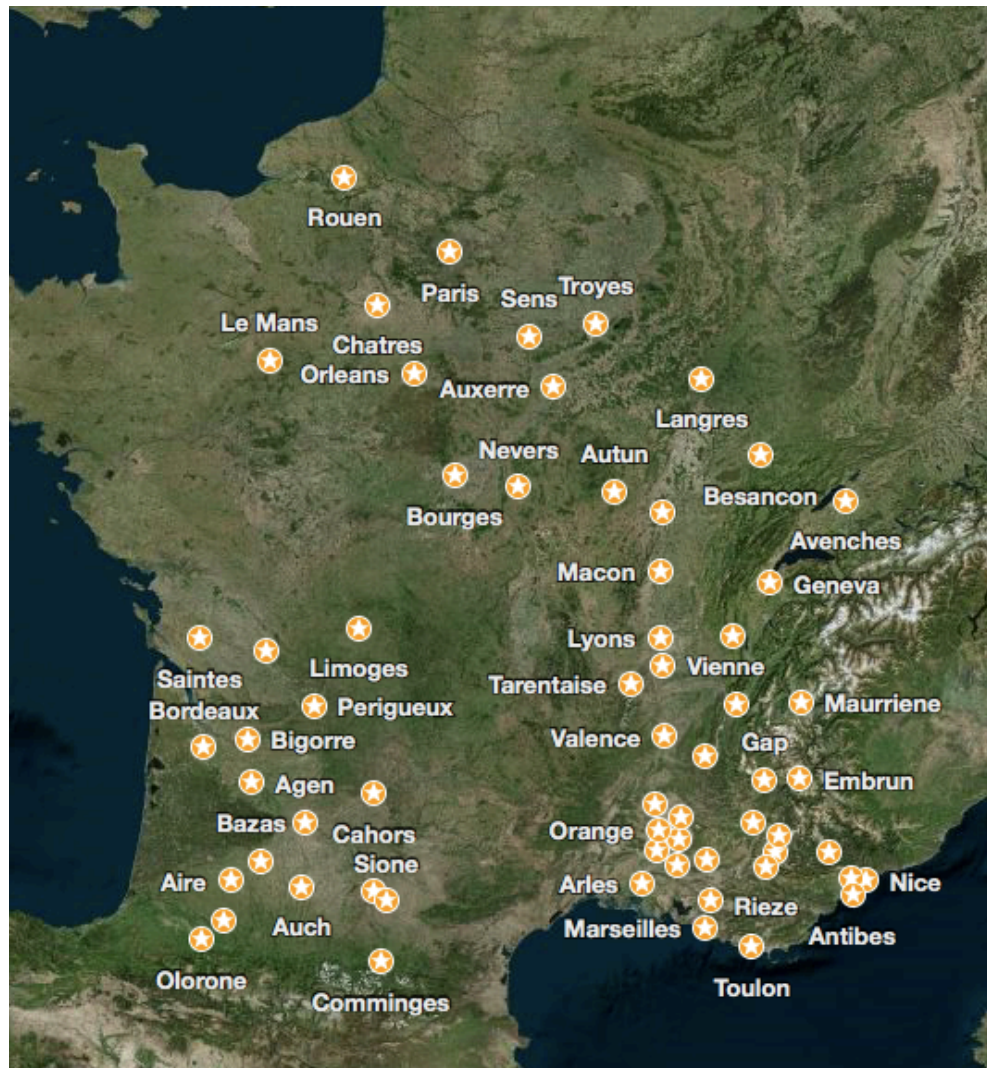 Rouen
Paris
Sens
Troyes
Le Mans
Chatres
Orleans
Auxerre
Langres
Nevers
Autun
Besancon
Bourges
Avenches
Macon
Geneva
Lyons
Vienne
Limoges
Saintes
Tarentaise
Maurriene
Perigueux
Bordeaux
Bigorre
Valence
Gap
Embrun
Agen
Bazas
Cahors
Orange
Sione
Aire
Arles
Nice
Rieze
Auch
Marseilles
Antibes
Olorone
Toulon
Comminges